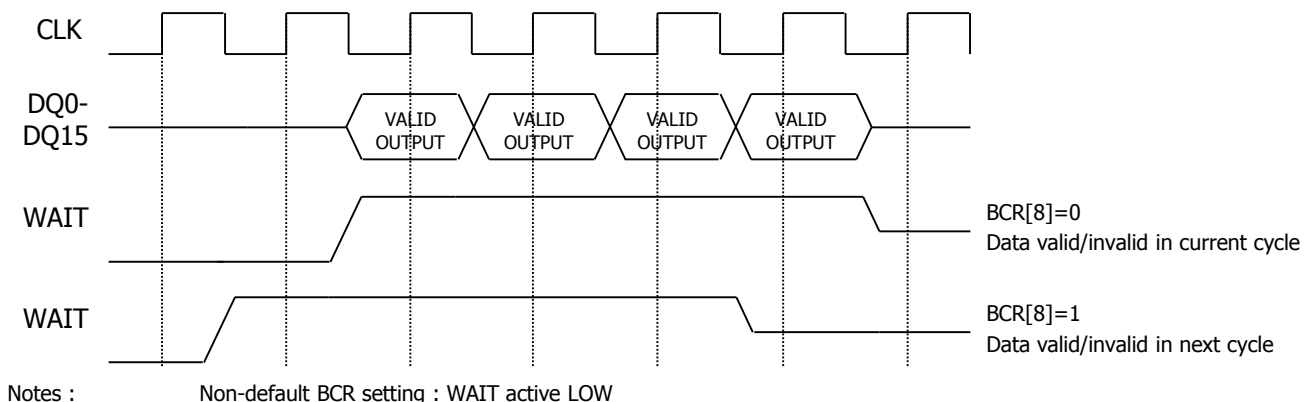 CLK
DQ0-
DQ15
VALID
OUTPUT
VALID
OUTPUT
VALID
OUTPUT
VALID
OUTPUT
WAIT
BCR[8]=0
Data valid/invalid in current cycle
WAIT
BCR[8]=1
Data valid/invalid in next cycle
Notes : Non-default BCR setting : WAIT active LOW